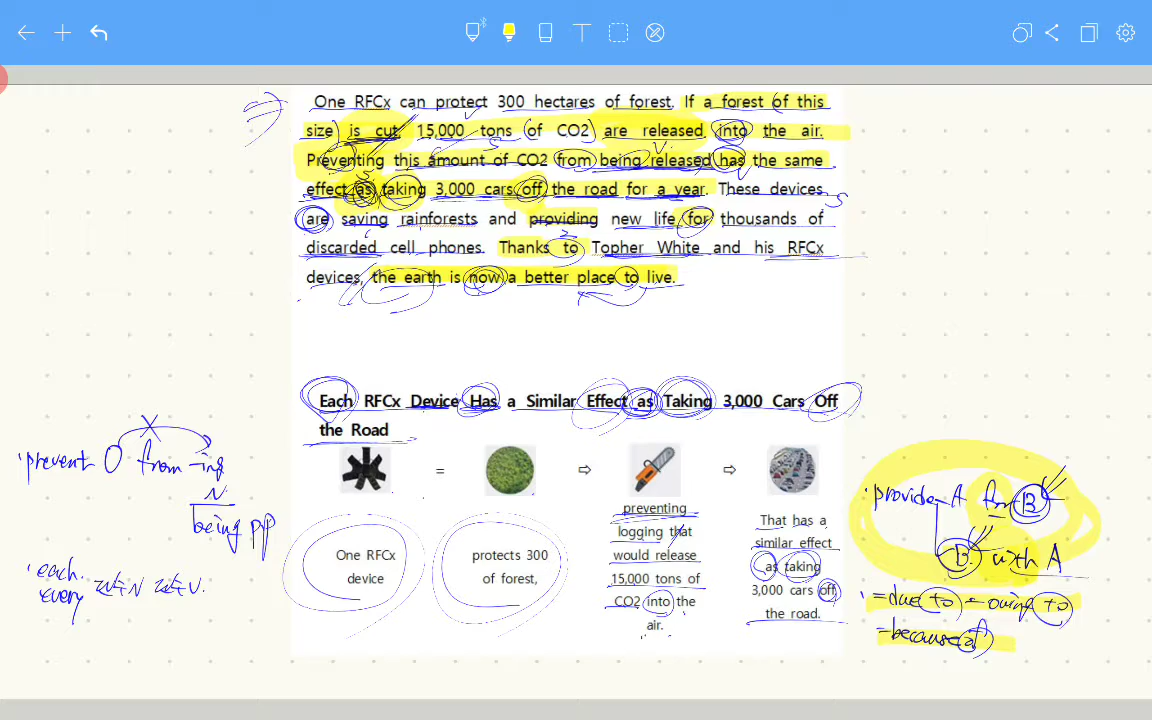 One RFCx can protect 300 hectares of forest. If a forest of this
size is cut, 15,000 tons of CO2 are released into the air.
Preventing this amount of CO2 from being released has the same
effect as taking 3,000 cars off the road for a year. These devices
are saving rainforests and providing new life for thousands of
discarded cell phones. Thanks to Topher White and his RFCx
devices, the earth is now a better place to live.
Each RFCx Device Has a Similar Effect as Taking 3,000 Cars Off
the Road
=
⇨
⇨
One RFCx
device
protects 300
of forest,
preventing
logging that
would release
15,000 tons of
CO2 into the
air.
That has a
similar effect
as taking
3,000 cars off
the road.
prevent O from -ing
N
being pp
each
every
provide A for B
B with A
=due to = owing to
=because of